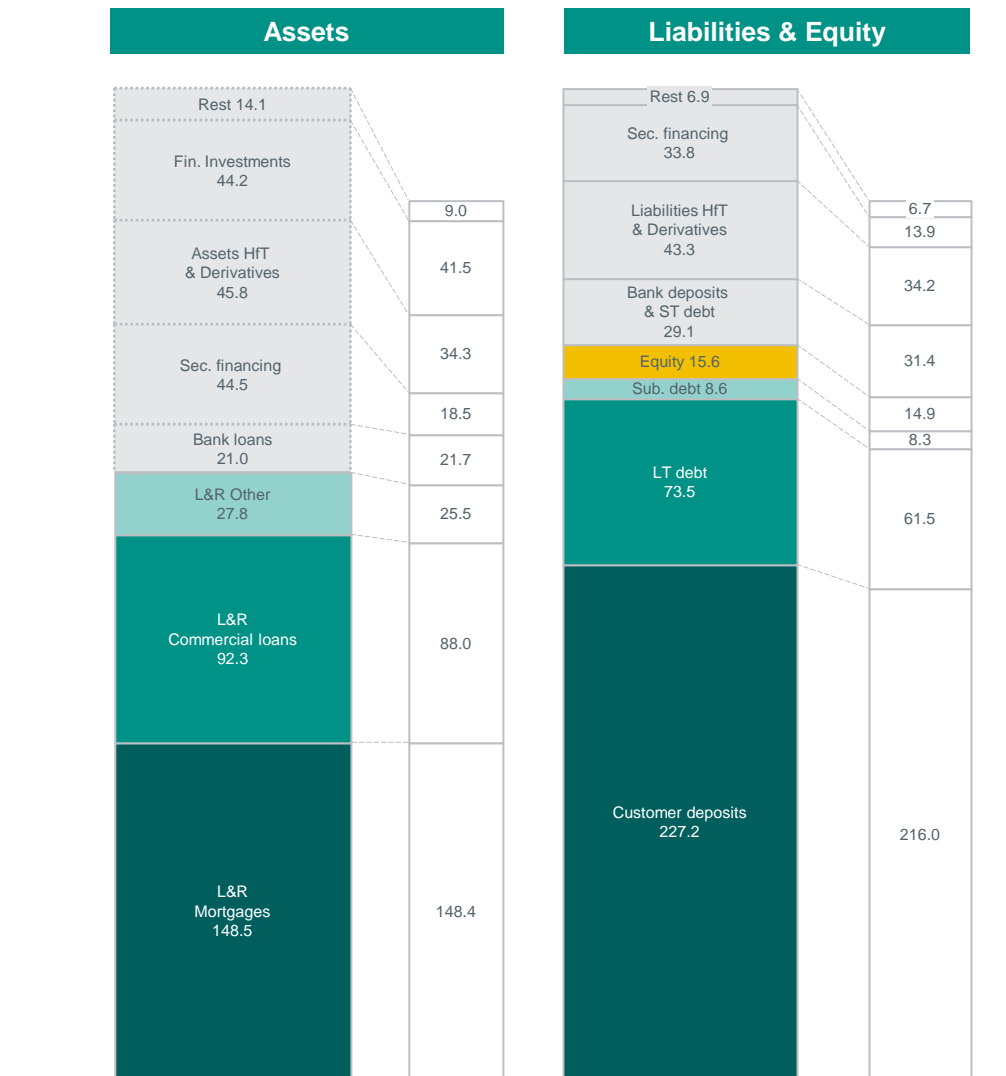 Assets
Rest 14.1
Fin. Investments
44.2
Assets HfT
& Derivatives
45.8
Sec. financing
44.5
Bank loans
21.0
L&R Other
27.8
L&R
Commercial loans
92.3
L&R
Mortgages
148.5
9.0
41.5
34.3
18.5
21.7
25.5
88.0
148.4
Liabilities & Equity
Rest 6.9
Sec. financing
33.8
Liabilities HfT
& Derivatives
43.3
Bank deposits
& ST debt
29.1
Equity 15.6
Sub. debt 8.6
LT debt
73.5
Customer deposits
227.2
6.7
13.9
34.2
31.4
14.9
8.3
61.5
216.0